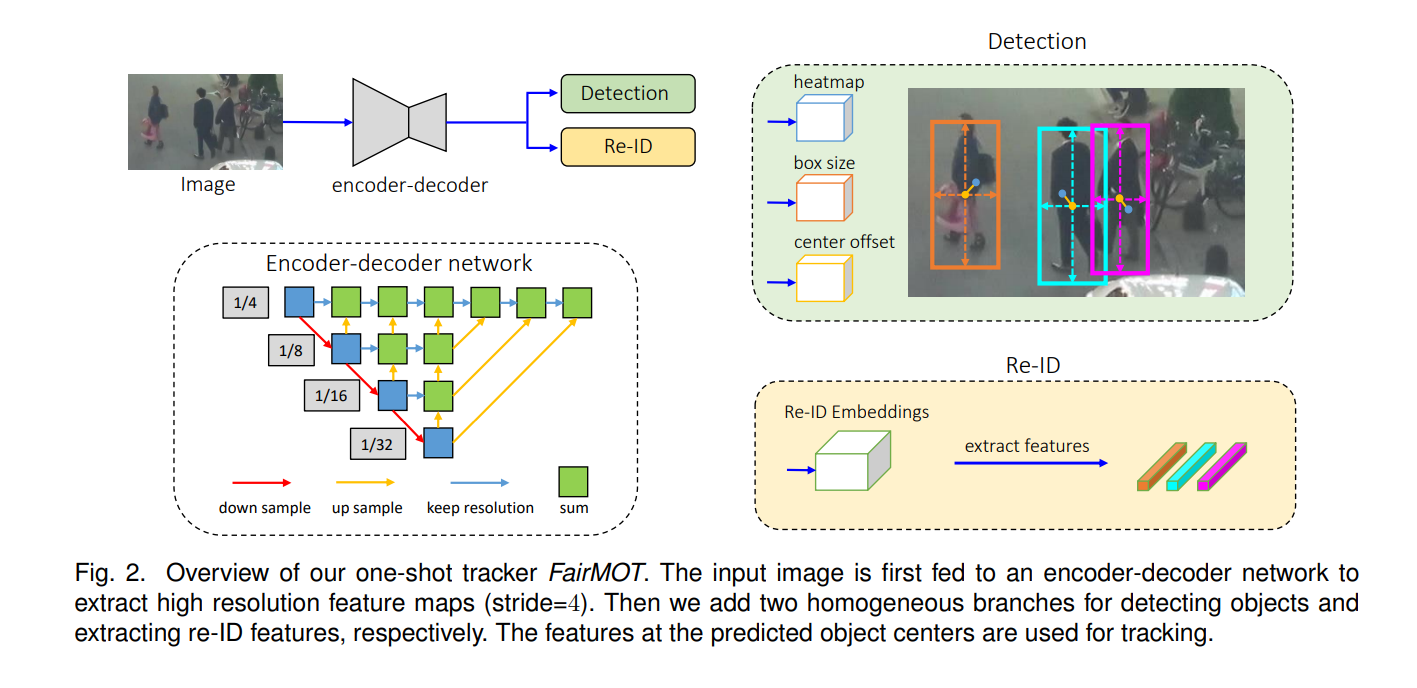 Image
encoder-decoder
Detection
Re-ID
Encoder-decoder network
1/4
1/8
1/16
1/32
down sample
up sample
keep resolution
sum
Detection
heatmap
box size
center offset
Re-ID
Re-ID Embeddings
extract features
Fig. 2. Overview of our one-shot tracker FairMOT. The input image is first fed to an encoder-decoder network to
extract high resolution feature maps (stride=4). Then we add two homogeneous branches for detecting objects and
extracting re-ID features, respectively. The features at the predicted object centers are used for tracking.